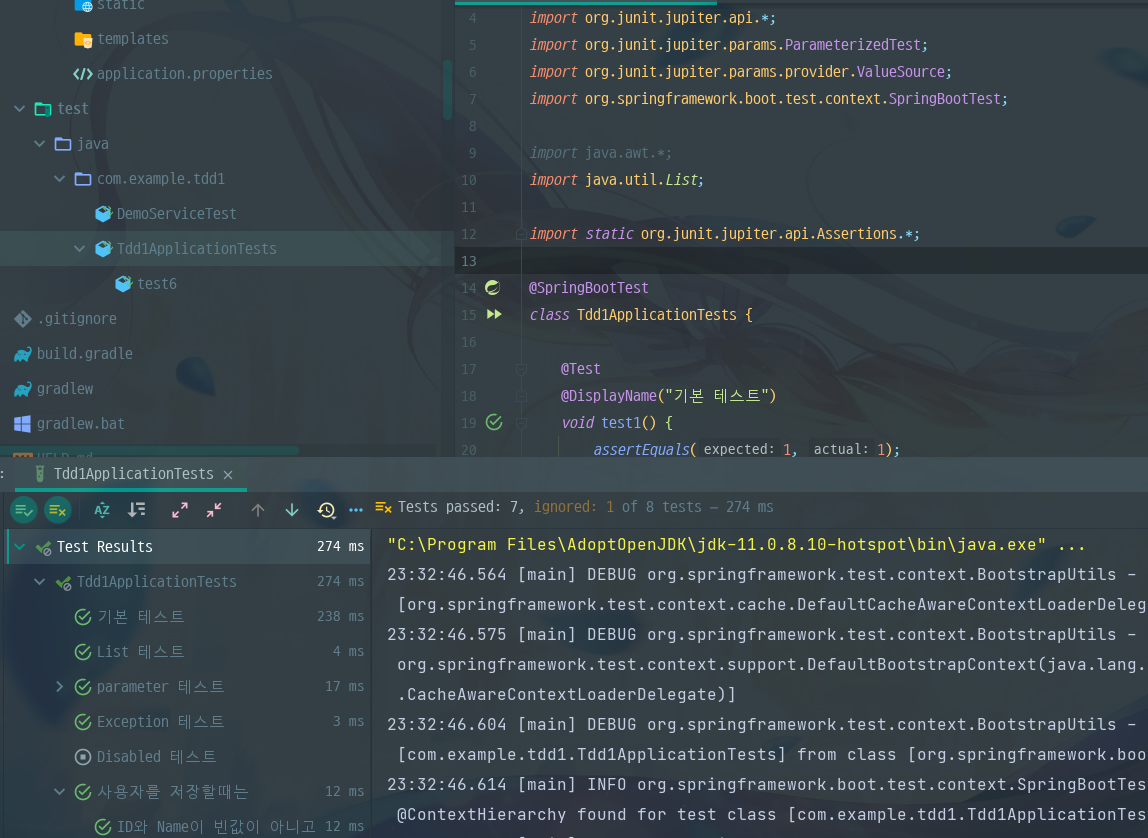 static
templates
application.properties
test
java
com.example.tdd1
DemoServiceTest
Tdd1ApplicationTests
test6
.gitignore
build.gradle
gradlew
gradlew.bat
HELP.md
4 import org.junit.jupiter.api.*;
5 import org.junit.jupiter.params.ParameterizedTest;
6 import org.junit.jupiter.params.provider.ValueSource;
7 import org.springframework.boot.test.context.SpringBootTest;
8
9 import java.awt.*;
10 import java.util.List;
11
12 import static org.junit.jupiter.api.Assertions.*;
13
14 @SpringBootTest
15 class Tdd1ApplicationTests {
16
17 @Test
18 @DisplayName("기본 테스트")
19 void test1() {
20 assertEquals( expected: 1, actual: 1);
: Tdd1ApplicationTests ×
Tests passed: 7, ignored: 1 of 8 tests – 274 ms
Test Results 274 ms
Tdd1ApplicationTests 274 ms
기본 테스트 238 ms
List 테스트 4 ms
parameter 테스트 17 ms
Exception 테스트 3 ms
Disabled 테스트
사용자를 저장할때는 12 ms
ID와 Name이 빈값이 아니고 12 ms
"C:\Program Files\AdoptOpenJDK\jdk-11.0.8.10-hotspot\bin\java.exe" ...
23:32:46.564 [main] DEBUG org.springframework.test.context.BootstrapUtils -
[org.springframework.test.context.cache.DefaultCacheAwareContextLoaderDeleg
23:32:46.575 [main] DEBUG org.springframework.test.context.BootstrapUtils -
org.springframework.test.context.support.DefaultBootstrapContext(java.lang.
.CacheAwareContextLoaderDelegate)]
23:32:46.604 [main] DEBUG org.springframework.test.context.BootstrapUtils -
[com.example.tdd1.Tdd1ApplicationTests] from class [org.springframework.boo
23:32:46.614 [main] INFO org.springframework.boot.test.context.SpringBootTes
@ContextHierarchy found for test class [com.example.tdd1.Tdd1ApplicationTes